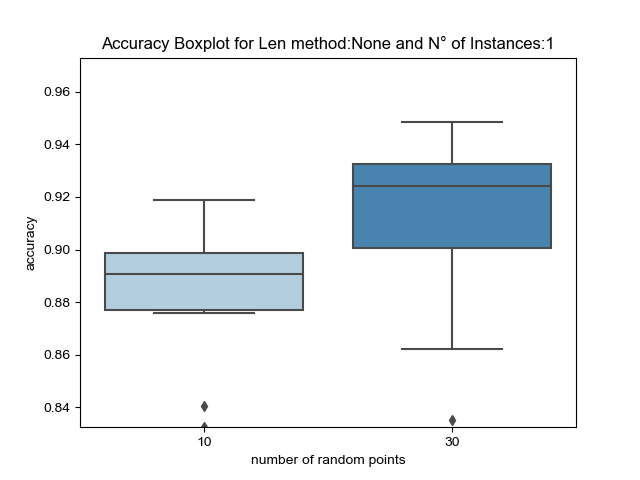 Accuracy Boxplot for Len method:None and N° of Instances:1
0.96
0.94
0.92
0.90
0.88
0.86
0.84
accuracy
10 30
number of random points